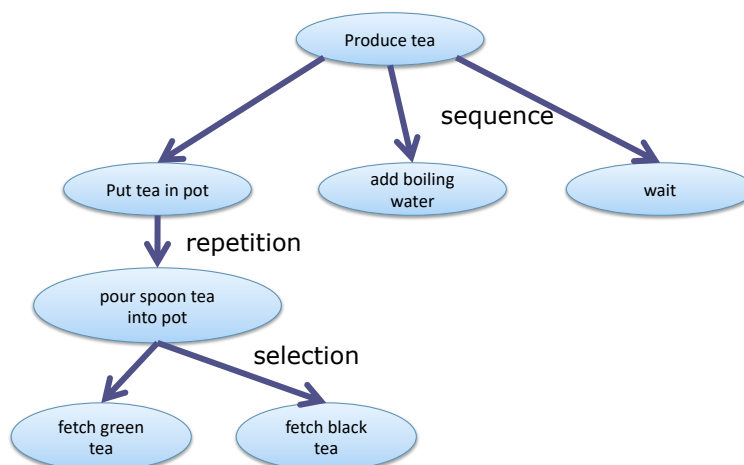 Produce tea
sequence
Put tea in pot
add boiling
water
wait
repetition
pour spoon tea
into pot
selection
fetch green
tea
fetch black
tea